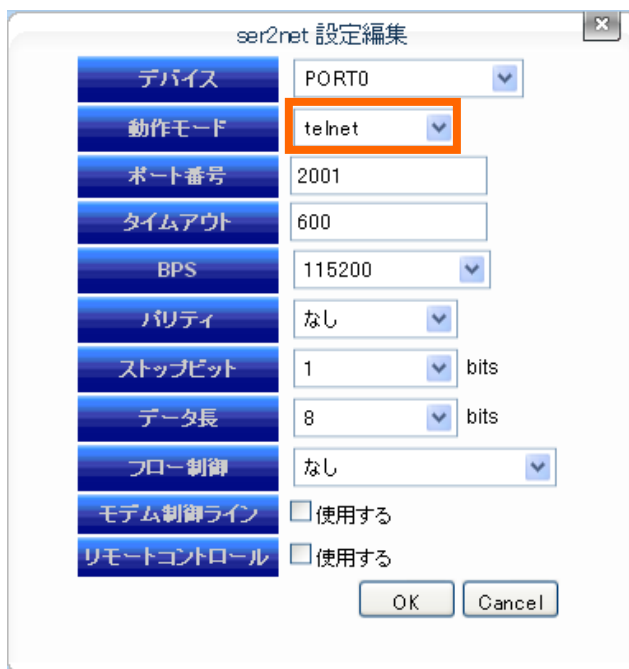 ser2net 設定編集
×
デバイス PORT0
動作モード telnet
ポート番号 2001
タイムアウト 600
BPS 115200
パリティ なし
ストップビット 1 bits
データ長 8 bits
フロー制御 なし
モデム制御ライン 使用する
リモートコントロール 使用する
OK Cancel